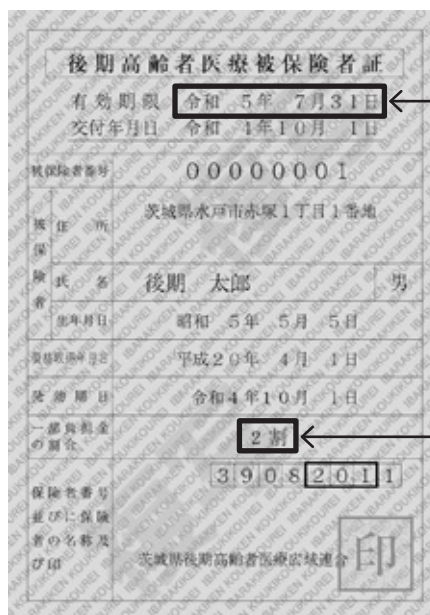 後期高齢者医療被保険者証
有効期限 令和 5年 7月31日
交付年月日 令和 4年10月 1日
被保険者番号 00000001
被保険者 住所 茨城県水戸市赤塚1丁目1番地
氏名 後期 太郎 男
生年月日 昭和 5年 5月 5日
資格取得年月日 平成20年 4月 1日
発効期日 令和4年10月 1日
一部負担金の割合 2割
39082011
保険者番号
並びに保険
者の名称及
び印
茨城県後期高齢者医療広域連合 印